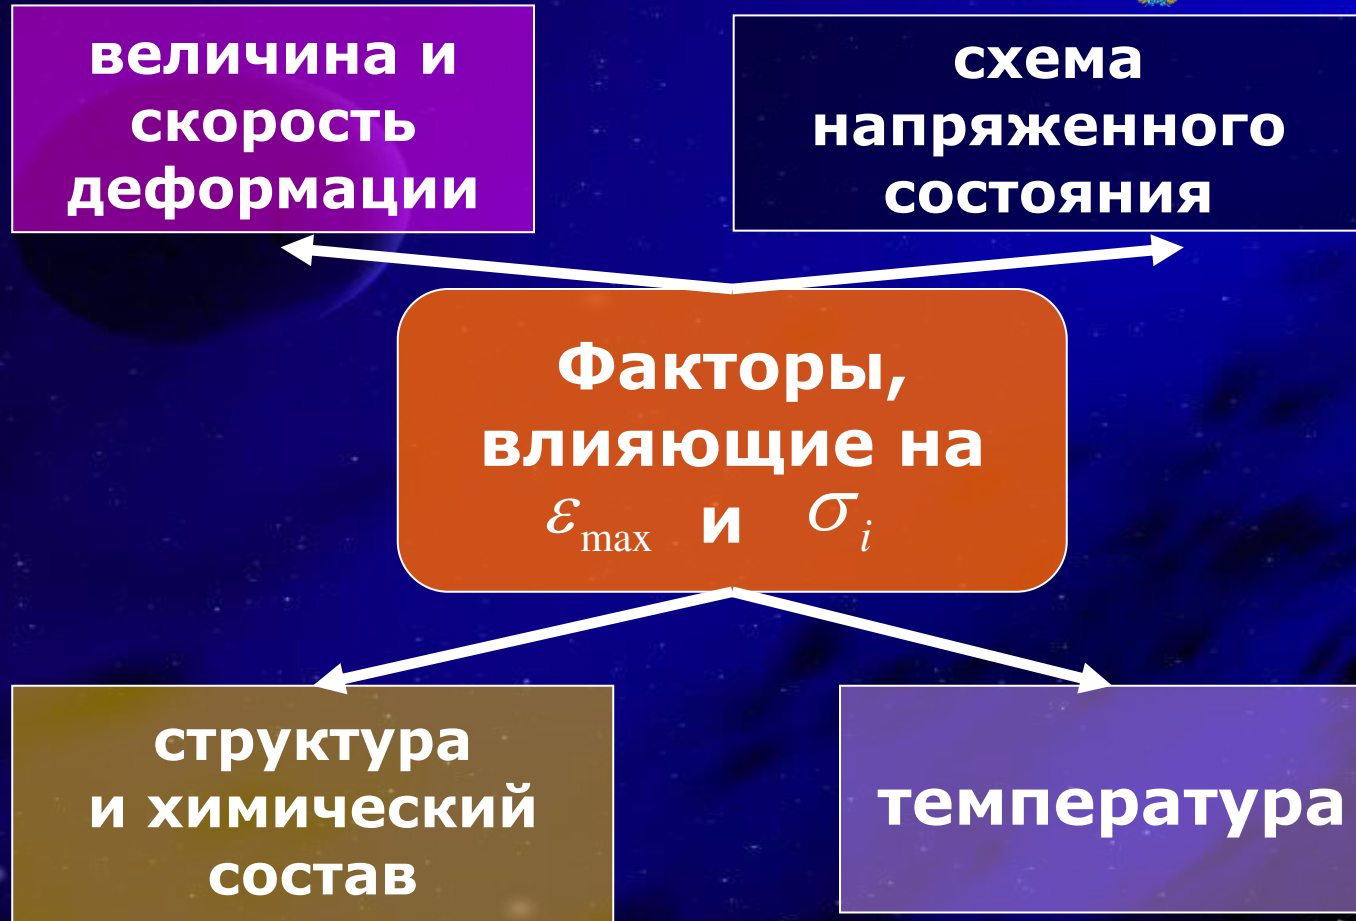 величина и
скорость
деформации
схема
напряженного
состояния
Факторы,
влияющие на
εmax и σi
структура
и химический
состав
температура